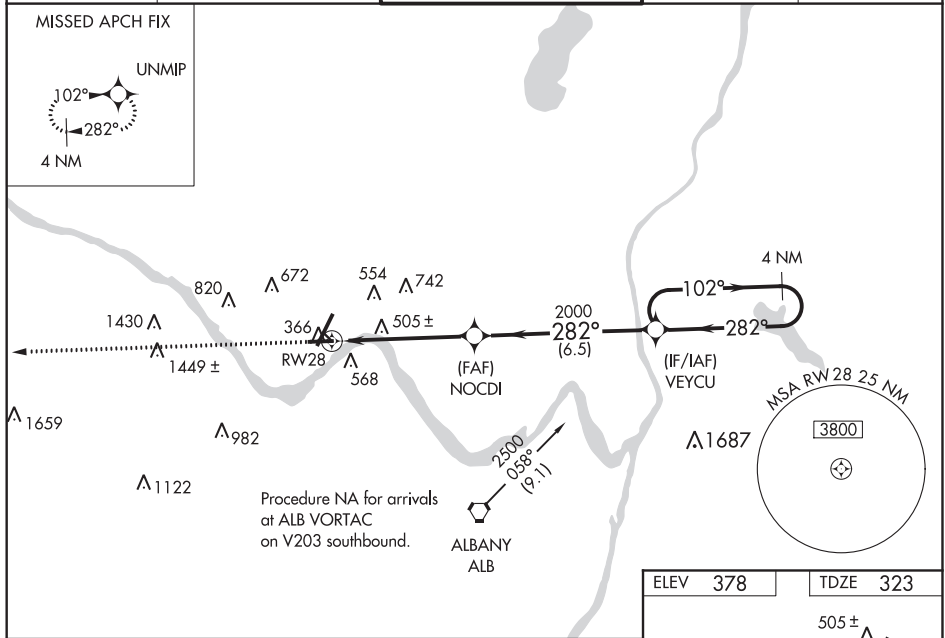 MISSED APCH FIX
UNMIP
102°
282°
4 NM
4 NM
820
672
554
742
102°
2000
1430
366
505 ±
282°
282°
(6.5)
RW28
1449 ±
568
(FAF)
NOCDI
(IF/IAF)
VEYCU
MSA RW 28 25 NM
1659
982
3800
1687
2500
058°
(9.1)
1122
Procedure NA for arrivals
at ALB VORTAC
on V203 southbound.
ALBANY
ALB
ELEV 378
TDZE 323
505 ±